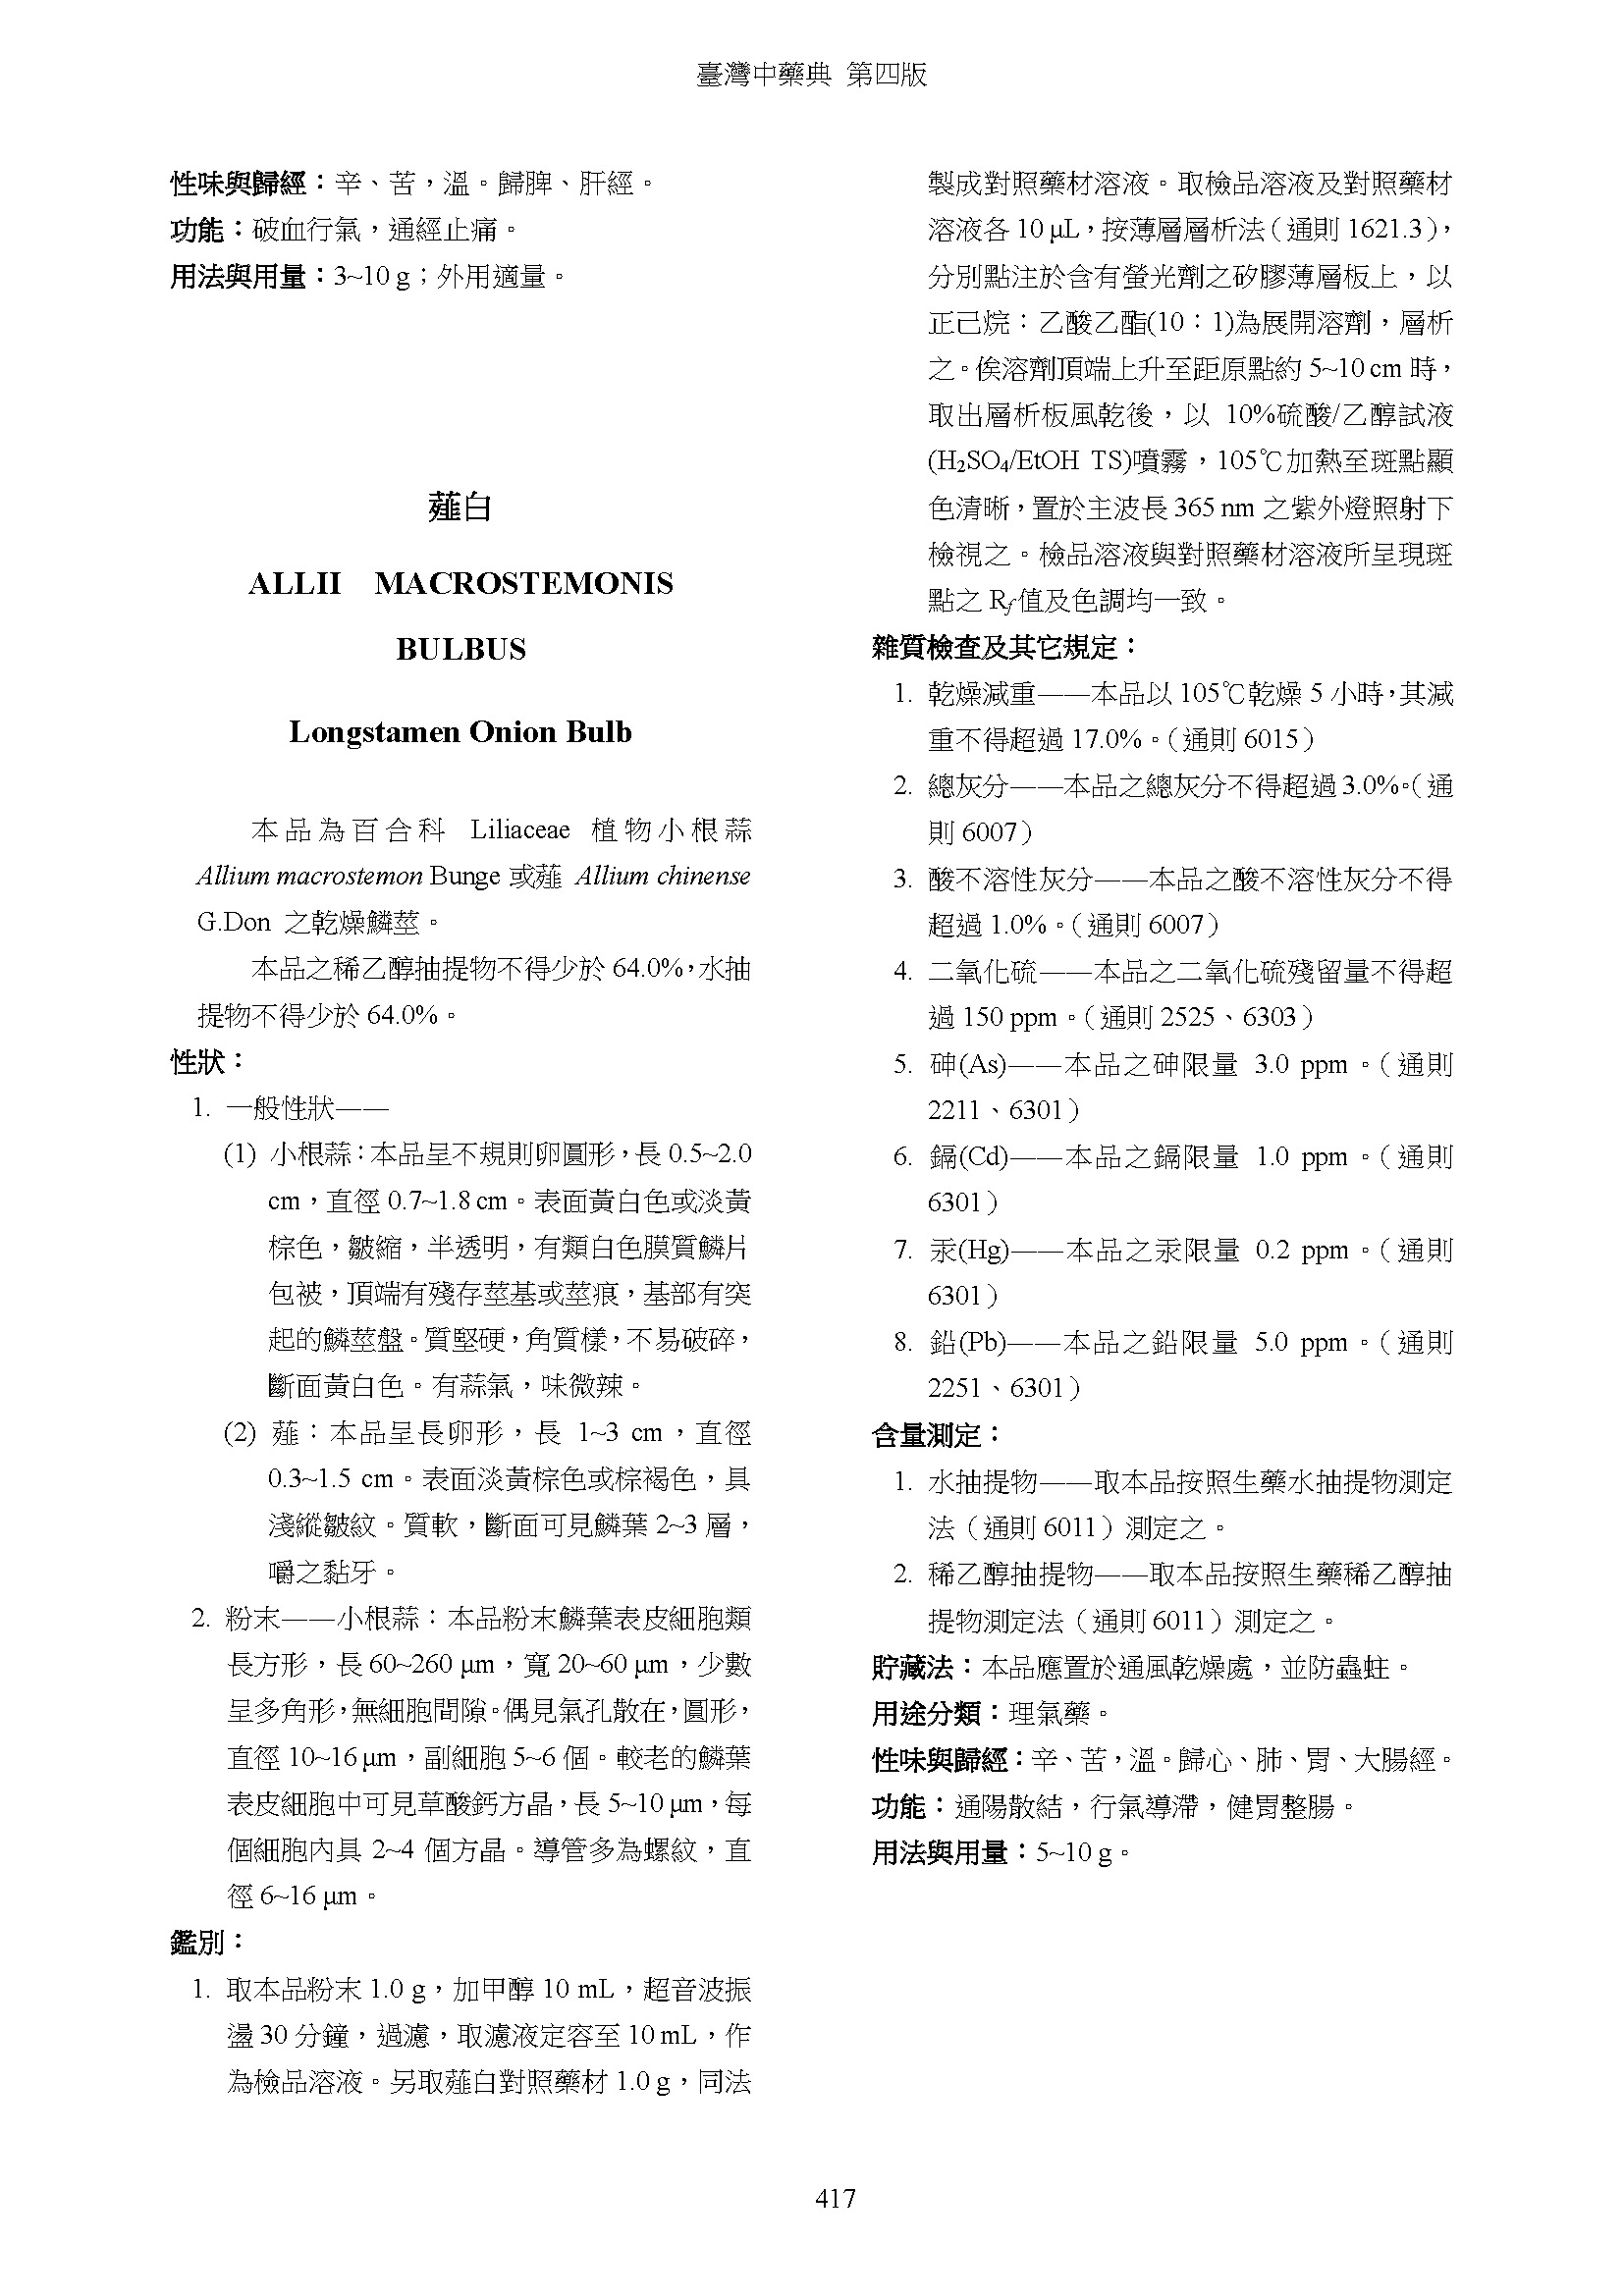 臺灣中藥典 第四版
性味與歸經：辛、苦，溫。歸脾、肝經。
功能：破血行氣，通經止痛。
用法與用量：3~10 g；外用適量。
薤白
ALLII MACROSTEMONIS
BULBUS
Longstamen Onion Bulb
本品為百合科 Liliaceae 植物小根蒜
Allium macrostemon Bunge 或薤 Allium chinense
G.Don 之乾燥鱗莖。
本品之稀乙醇抽提物不得少於 64.0%，水抽
提物不得少於 64.0%。
性狀：
1. 一般性狀——
(1) 小根蒜：本品呈不規則卵圓形，長 0.5~2.0
cm，直徑 0.7~1.8 cm。表面黃白色或淡黃
棕色，皺縮，半透明，有類白色膜質鱗片
包被，頂端有殘存莖基或莖痕，基部有突
起的鱗莖盤。質堅硬，角質樣，不易破碎，
斷面黃白色。有蒜氣，味微辣。
(2) 薤：本品呈長卵形，長 1~3 cm，直徑
0.3~1.5 cm。表面淡黃棕色或棕褐色，具
淺縱皺紋。質軟，斷面可見鱗葉 2~3 層，
嚼之黏牙。
2. 粉末——小根蒜：本品粉末鱗葉表皮細胞類
長方形，長 60~260 μm，寬 20~60 μm，少數
呈多角形，無細胞間隙。偶見氣孔散在，圓形，
直徑 10~16 μm，副細胞 5~6 個。較老的鱗葉
表皮細胞中可見草酸鈣方晶，長 5~10 μm，每
個細胞內具 2~4 個方晶。導管多為螺紋，直
徑 6~16 μm。
鑑別：
1. 取本品粉末 1.0 g，加甲醇 10 mL，超音波振
盪 30 分鐘，過濾，取濾液定容至 10 mL，作
為檢品溶液。另取薤白對照藥材 1.0 g，同法
製成對照藥材溶液。取檢品溶液及對照藥材
溶液各 10 μL，按薄層層析法（通則 1621.3），
分別點注於含有螢光劑之矽膠薄層板上，以
正己烷：乙酸乙酯(10：1)為展開溶劑，層析
之。俟溶劑頂端上升至距原點約 5~10 cm 時，
取出層析板風乾後，以 10%硫酸/乙醇試液
(H₂SO₄/EtOH TS)噴霧，105℃加熱至斑點顯
色清晰，置於主波長 365 nm 之紫外燈照射下
檢視之。檢品溶液與對照藥材溶液所呈現斑
點之 Rf 值及色調均一致。
雜質檢查及其它規定：
1. 乾燥減重——本品以 105℃乾燥 5 小時，其減
重不得超過 17.0%。（通則 6015）
2. 總灰分——本品之總灰分不得超過 3.0%。（通
則 6007）
3. 酸不溶性灰分——本品之酸不溶性灰分不得
超過 1.0%。（通則 6007）
4. 二氧化硫——本品之二氧化硫殘留量不得超
過 150 ppm。（通則 2525、6303）
5. 砷(As)——本品之砷限量 3.0 ppm。（通則
2211、6301）
6. 鎘(Cd)——本品之鎘限量 1.0 ppm。（通則
6301）
7. 汞(Hg)——本品之汞限量 0.2 ppm。（通則
6301）
8. 鉛(Pb)——本品之鉛限量 5.0 ppm。（通則
2251、6301）
含量測定：
1. 水抽提物——取本品按照生藥水抽提物測定
法（通則 6011）測定之。
2. 稀乙醇抽提物——取本品按照生藥稀乙醇抽
提物測定法（通則 6011）測定之。
貯藏法：本品應置於通風乾燥處，並防蟲蛀。
用途分類：理氣藥。
性味與歸經：辛、苦，溫。歸心、肺、胃、大腸經。
功能：通陽散結，行氣導滯，健胃整腸。
用法與用量：5~10 g。
417